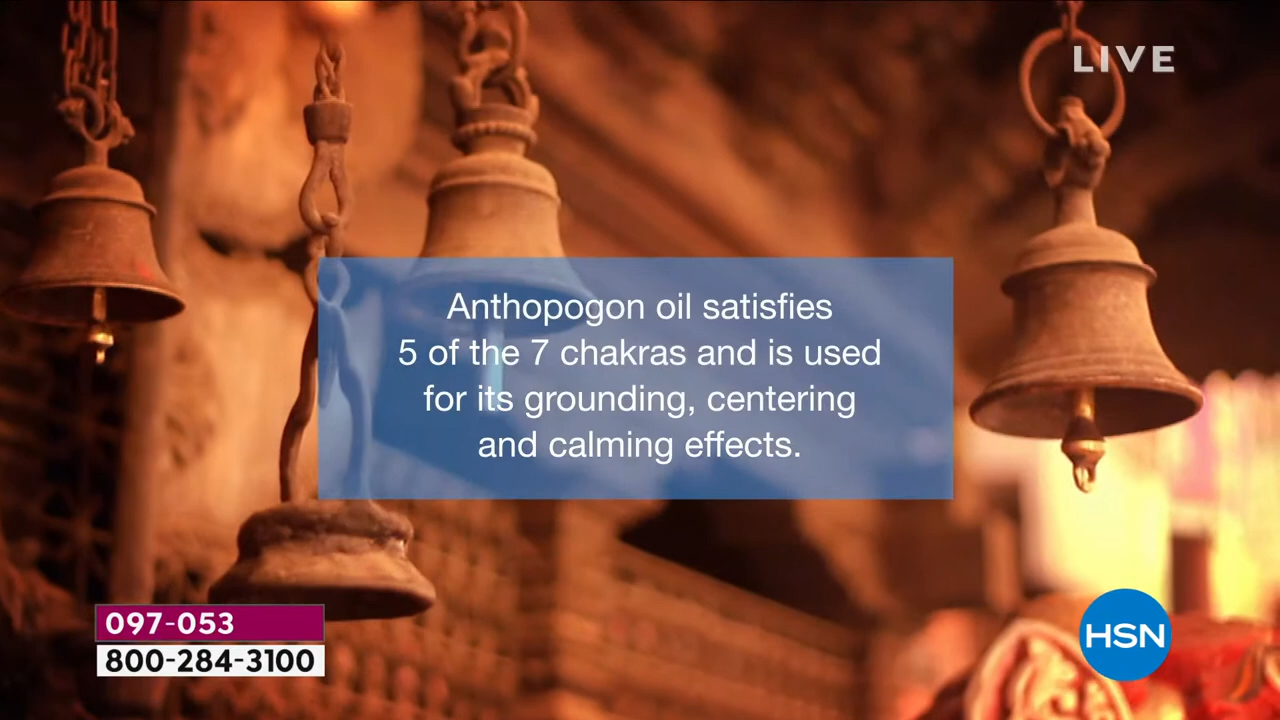 LIVE
Anthopogon oil satisfies
5 of the 7 chakras and is used
for its grounding, centering
and calming effects.
097-053
800-284-3100
HSN